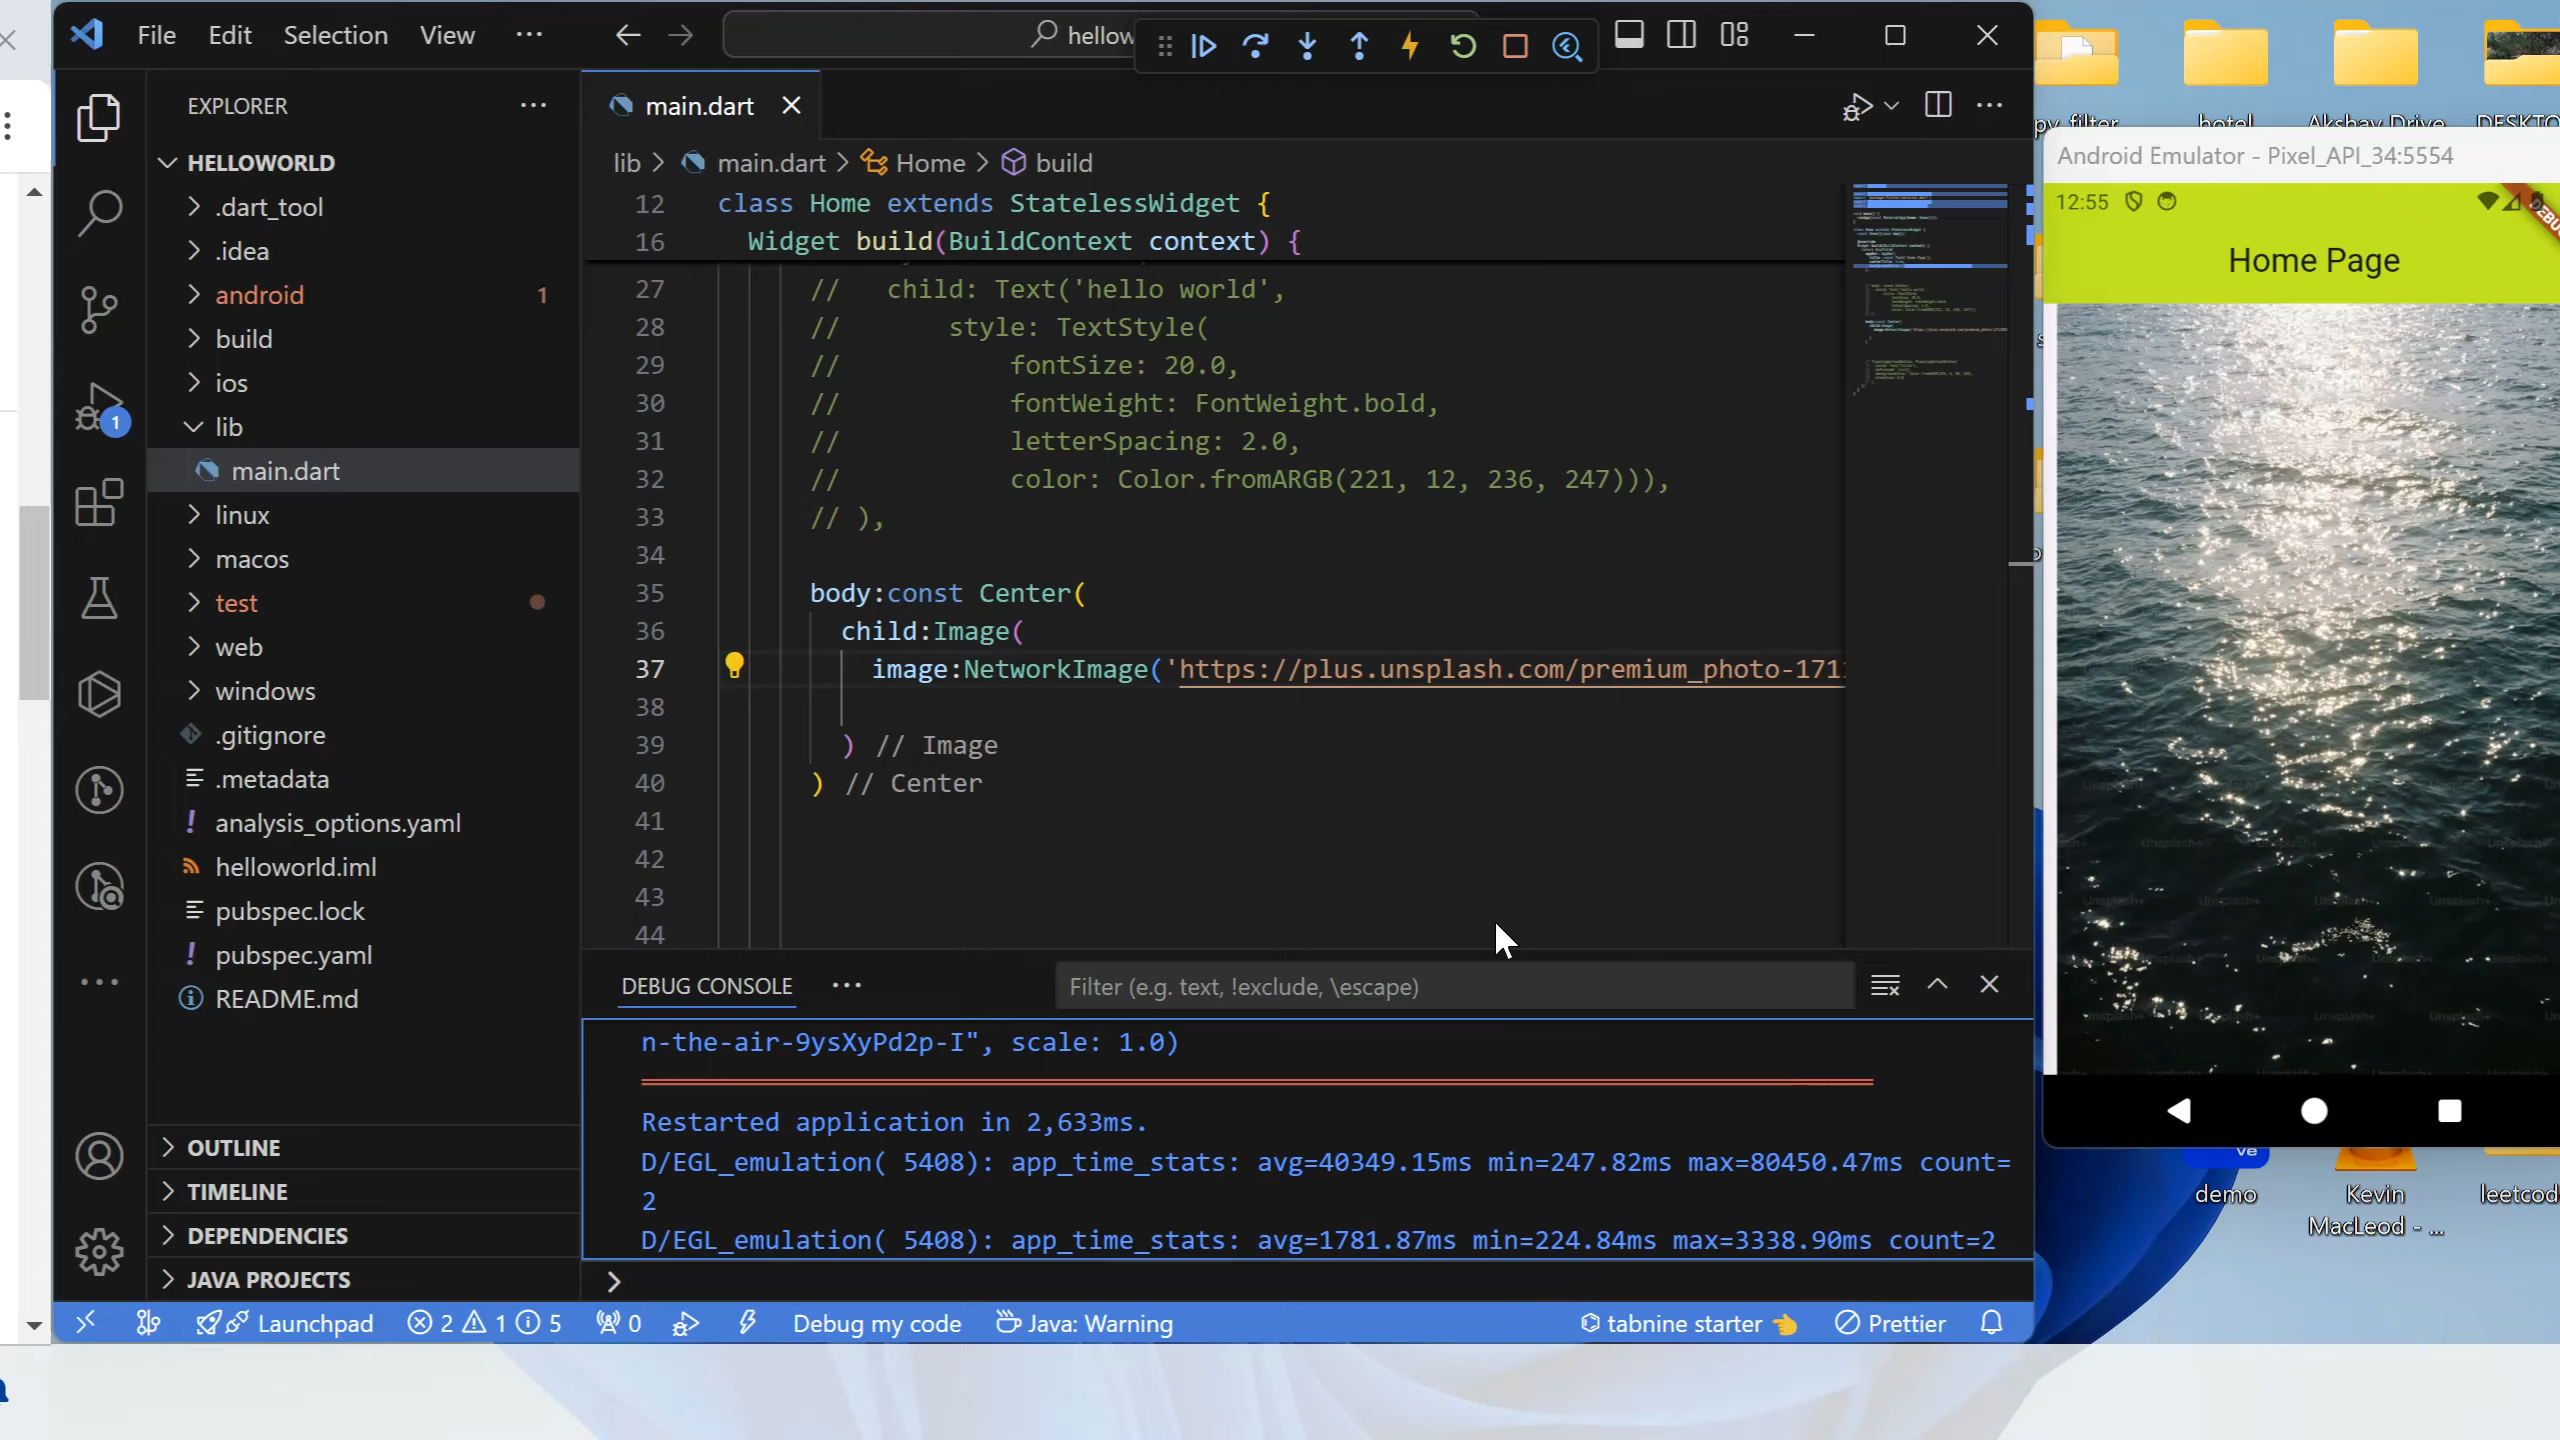 File Edit Selection View ...
hellow
EXPLORER
HELLOWORLD
.dart_tool
.idea
android 1
build
ios
lib
main.dart
linux
macos
test
web
windows
.gitignore
.metadata
analysis_options.yaml
helloworld.iml
pubspec.lock
pubspec.yaml
README.md
OUTLINE
TIMELINE
DEPENDENCIES
JAVA PROJECTS
1
main.dart
lib > main.dart > Home > build
12 class Home extends StatelessWidget {
16 Widget build(BuildContext context) {
27 // child: Text('hello world',
28 // style: TextStyle(
29 // fontSize: 20.0,
30 // fontWeight: FontWeight.bold,
31 // letterSpacing: 2.0,
32 // color: Color.fromARGB(221, 12, 236, 247))),
33 // ),
34
35 body:const Center(
36 child:Image(
37 image:NetworkImage('https://plus.unsplash.com/premium_photo-171
38
39 ) // Image
40 ) // Center
41
42
43
44
DEBUG CONSOLE ...
Filter (e.g. text, !exclude, \escape)
n-the-air-9ysXyPd2p-I", scale: 1.0)
Restarted application in 2,633ms.
D/EGL_emulation( 5408): app_time_stats: avg=40349.15ms min=247.82ms max=80450.47ms count=
2
D/EGL_emulation( 5408): app_time_stats: avg=1781.87ms min=224.84ms max=3338.90ms count=2
Launchpad 2 1 5 0 Debug my code Java: Warning tabnine starter Prettier
py_filter hotel Akshay Drive DESKTO
Android Emulator - Pixel_API_34:5554
12:55
DEBU
Home Page
Unsplash+
demo
Kevin
MacLeod - ...
leetcod